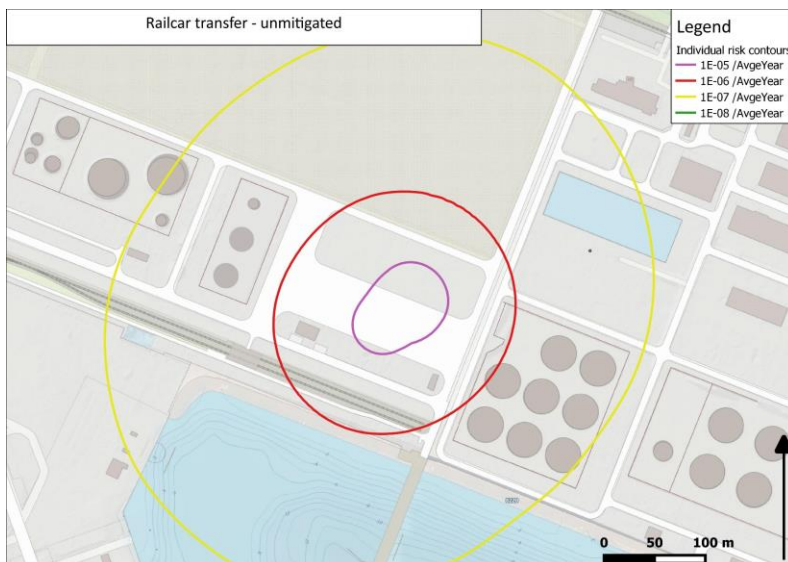 Railcar transfer - unmitigated
Legend
Individual risk contours
1E-05 /AvgeYear
1E-06 /AvgeYear
1E-07 /AvgeYear
1E-08 /AvgeYear
0 50 100 m